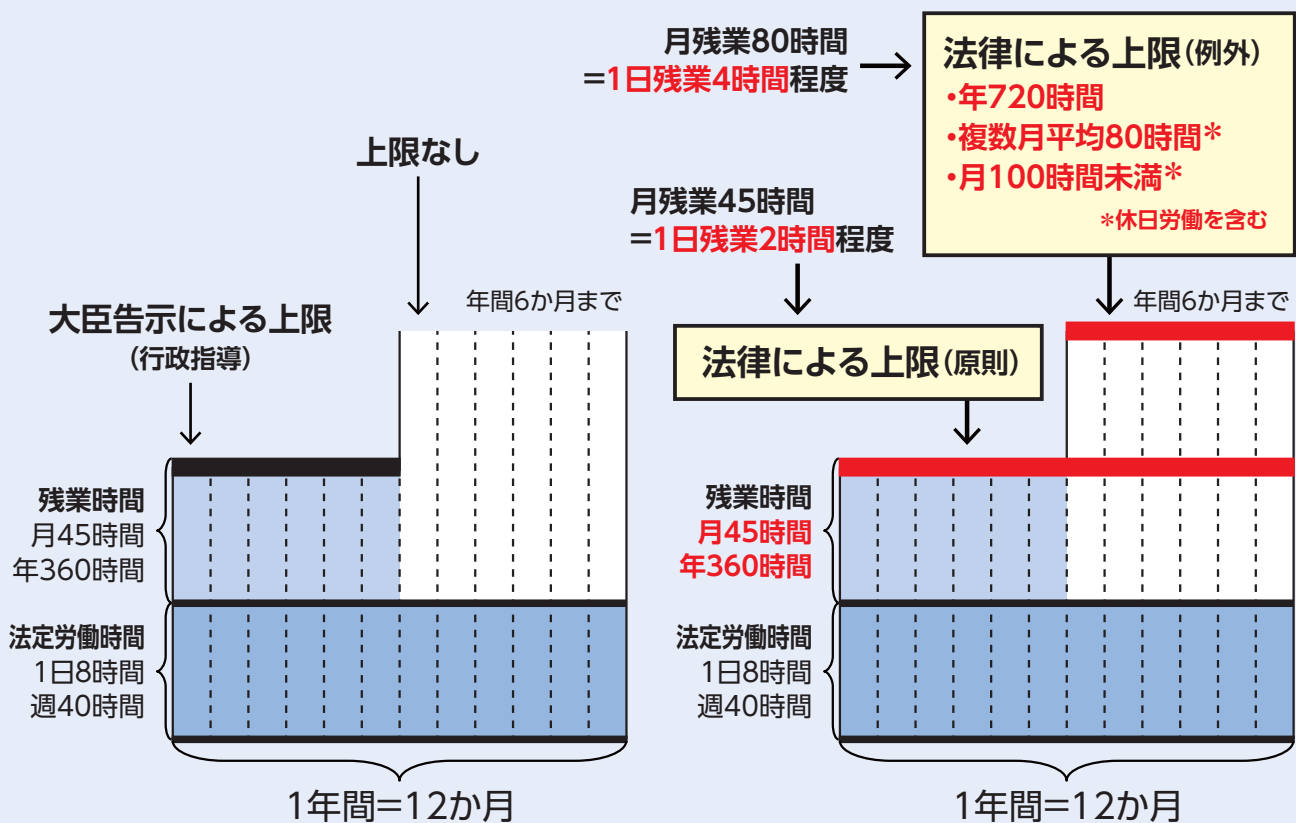 上限なし
年間6か月まで
大臣告示による上限
(行政指導)
残業時間
月45時間
年360時間
法定労働時間
1日8時間
週40時間
1年間=12か月
月残業80時間
=1日残業4時間程度
法律による上限(例外)
・年720時間
・複数月平均80時間*
・月100時間未満*
*休日労働を含む
月残業45時間
=1日残業2時間程度
年間6か月まで
法律による上限(原則)
残業時間
月45時間
年360時間
法定労働時間
1日8時間
週40時間
1年間=12か月